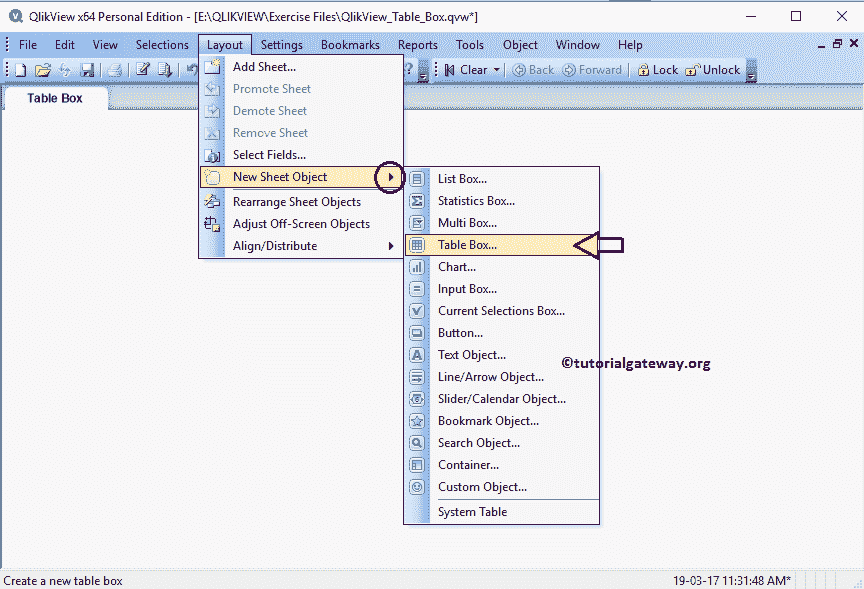 QlikView x64 Personal Edition - [E:\QLIKVIEW\Exercise Files\QlikView_Table_Box.qvw*]
File Edit View Selections Layout Settings Bookmarks Reports Tools Object Window Help
? Clear Back Forward Lock Unlock
Table Box
Add Sheet...
Promote Sheet
Demote Sheet
Remove Sheet
Select Fields...
New Sheet Object
Rearrange Sheet Objects
Adjust Off-Screen Objects
Align/Distribute
List Box...
Statistics Box...
Multi Box...
Table Box...
Chart...
Input Box...
Current Selections Box...
Button...
Text Object...
Line/Arrow Object...
Slider/Calendar Object...
Bookmark Object...
Search Object...
Container...
Custom Object...
System Table
©tutorialgateway.org
Create a new table box 19-03-17 11:31:48 AM*